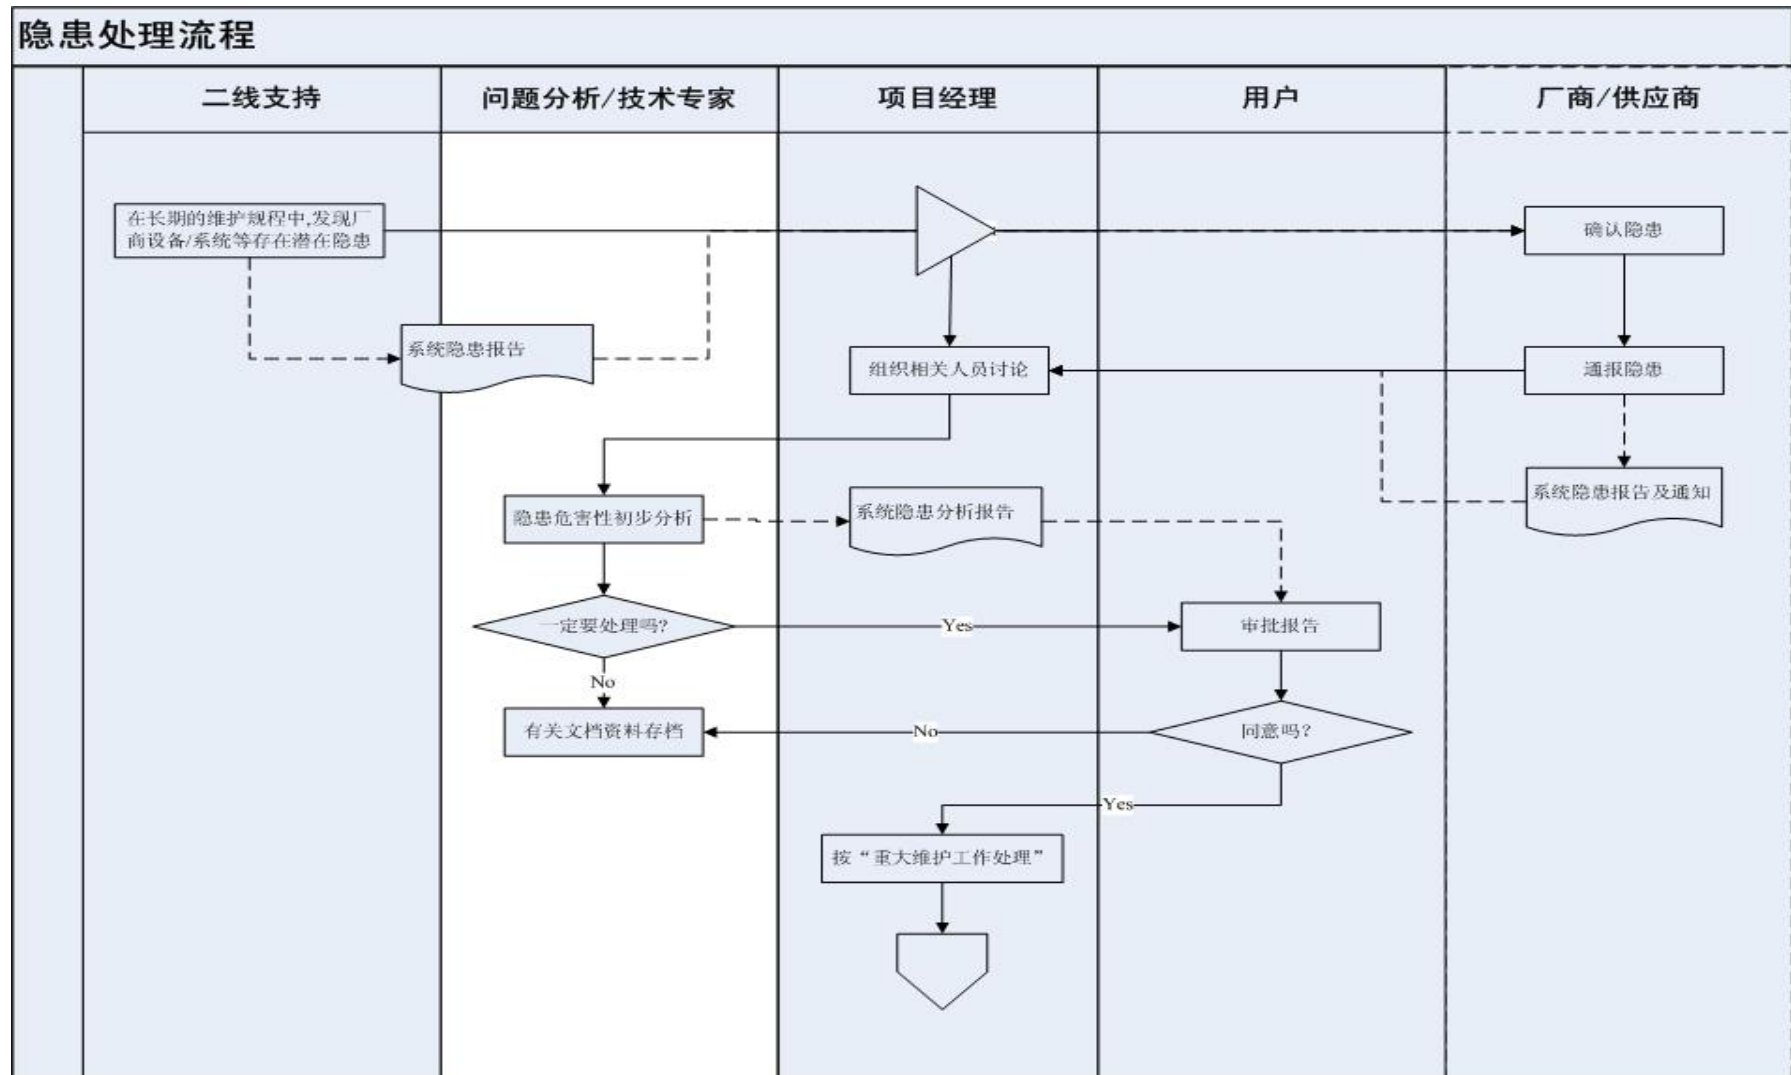 隐患处理流程
二线支持
问题分析/技术专家
项目经理
用户
厂商/供应商
在长期的维护规程中,发现厂
商设备/系统等存在潜在隐患
确认隐患
系统隐患报告
组织相关人员讨论
通报隐患
隐患危害性初步分析
系统隐患分析报告
系统隐患报告及通知
一定要处理吗?
Yes
审批报告
No
有关文档资料存档
No
同意吗?
Yes
按“重大维护工作处理”